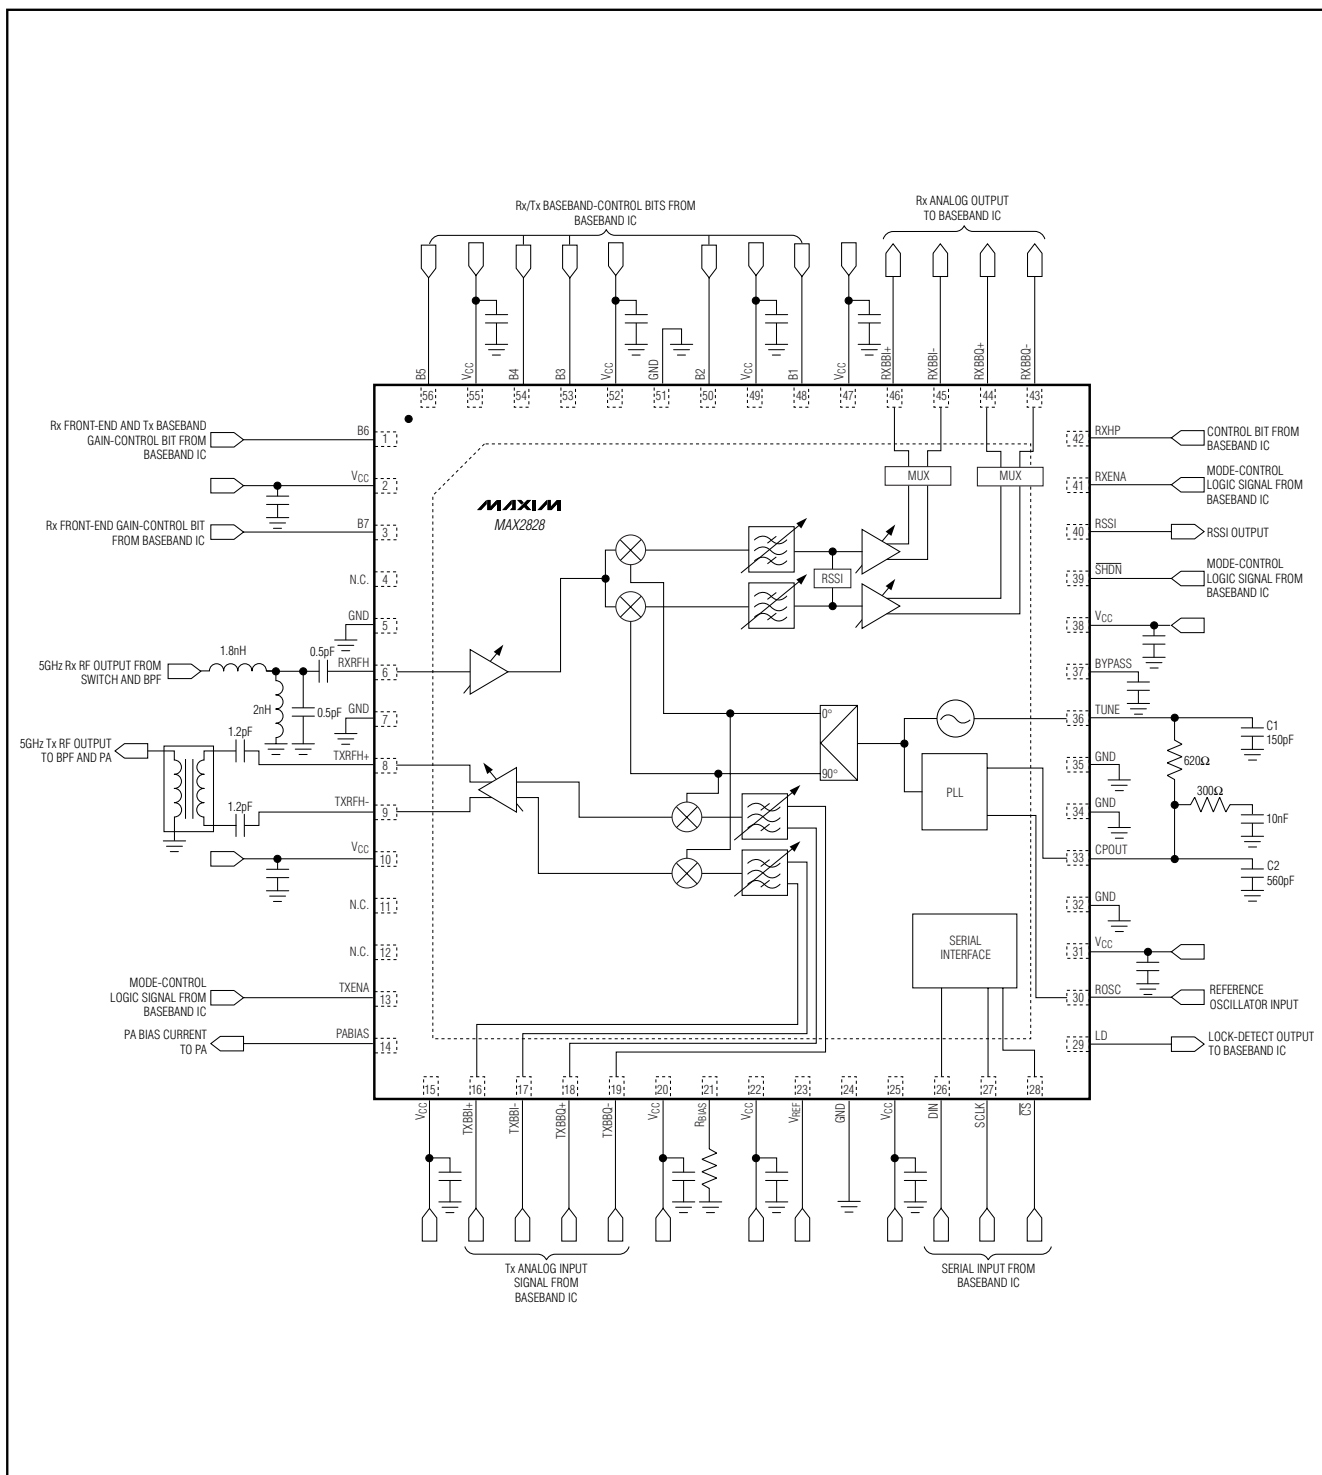 Rx/Tx BASEBAND-CONTROL BITS FROM
BASEBAND IC
Rx ANALOG OUTPUT
TO BASEBAND IC
B5
VCC
B4
B3
VCC
GND
B2
VCC
B1
VCC
RXBBI+
RXBBI-
RXBBQ+
RXBBQ-
56
55
54
53
52
51
50
49
48
47
46
45
44
43
Rx FRONT-END AND Tx BASEBAND
GAIN-CONTROL BIT FROM
BASEBAND IC
B6
1
VCC
2
Rx FRONT-END GAIN-CONTROL BIT
FROM BASEBAND IC
B7
3
N.C.
4
GND
5
5GHz Rx RF OUTPUT FROM
SWITCH AND BPF
1.8nH
0.5pF
RXRFH
6
2nH
0.5pF
GND
7
5GHz Tx RF OUTPUT
TO BPF AND PA
1.2pF
TXRFH+
8
1.2pF
TXRFH-
9
VCC
10
N.C.
11
N.C.
12
MODE-CONTROL
LOGIC SIGNAL FROM
BASEBAND IC
TXENA
13
PA BIAS CURRENT
TO PA
PABIAS
14
MAXIM
MAX2828
MUX
MUX
RSSI
0°
90°
PLL
SERIAL
INTERFACE
42
RXHP
CONTROL BIT FROM
BASEBAND IC
41
RXENA
MODE-CONTROL
LOGIC SIGNAL FROM
BASEBAND IC
40
RSSI
RSSI OUTPUT
39
SHDN
MODE-CONTROL
LOGIC SIGNAL FROM
BASEBAND IC
38
VCC
37
BYPASS
36
TUNE
C1
150pF
620Ω
35
GND
300Ω
34
GND
10nF
33
CPOUT
C2
560pF
32
GND
31
VCC
30
ROSC
REFERENCE
OSCILLATOR INPUT
29
LD
LOCK-DETECT OUTPUT
TO BASEBAND IC
15
16
17
18
19
20
21
22
23
24
25
26
27
28
VCC
TXBBI+
TXBBI-
TXBBQ+
TXBBQ-
VCC
RBIAS
VCC
VREF
GND
VCC
DIN
SCLK
CS
Tx ANALOG INPUT
SIGNAL FROM
BASEBAND IC
SERIAL INPUT FROM
BASEBAND IC